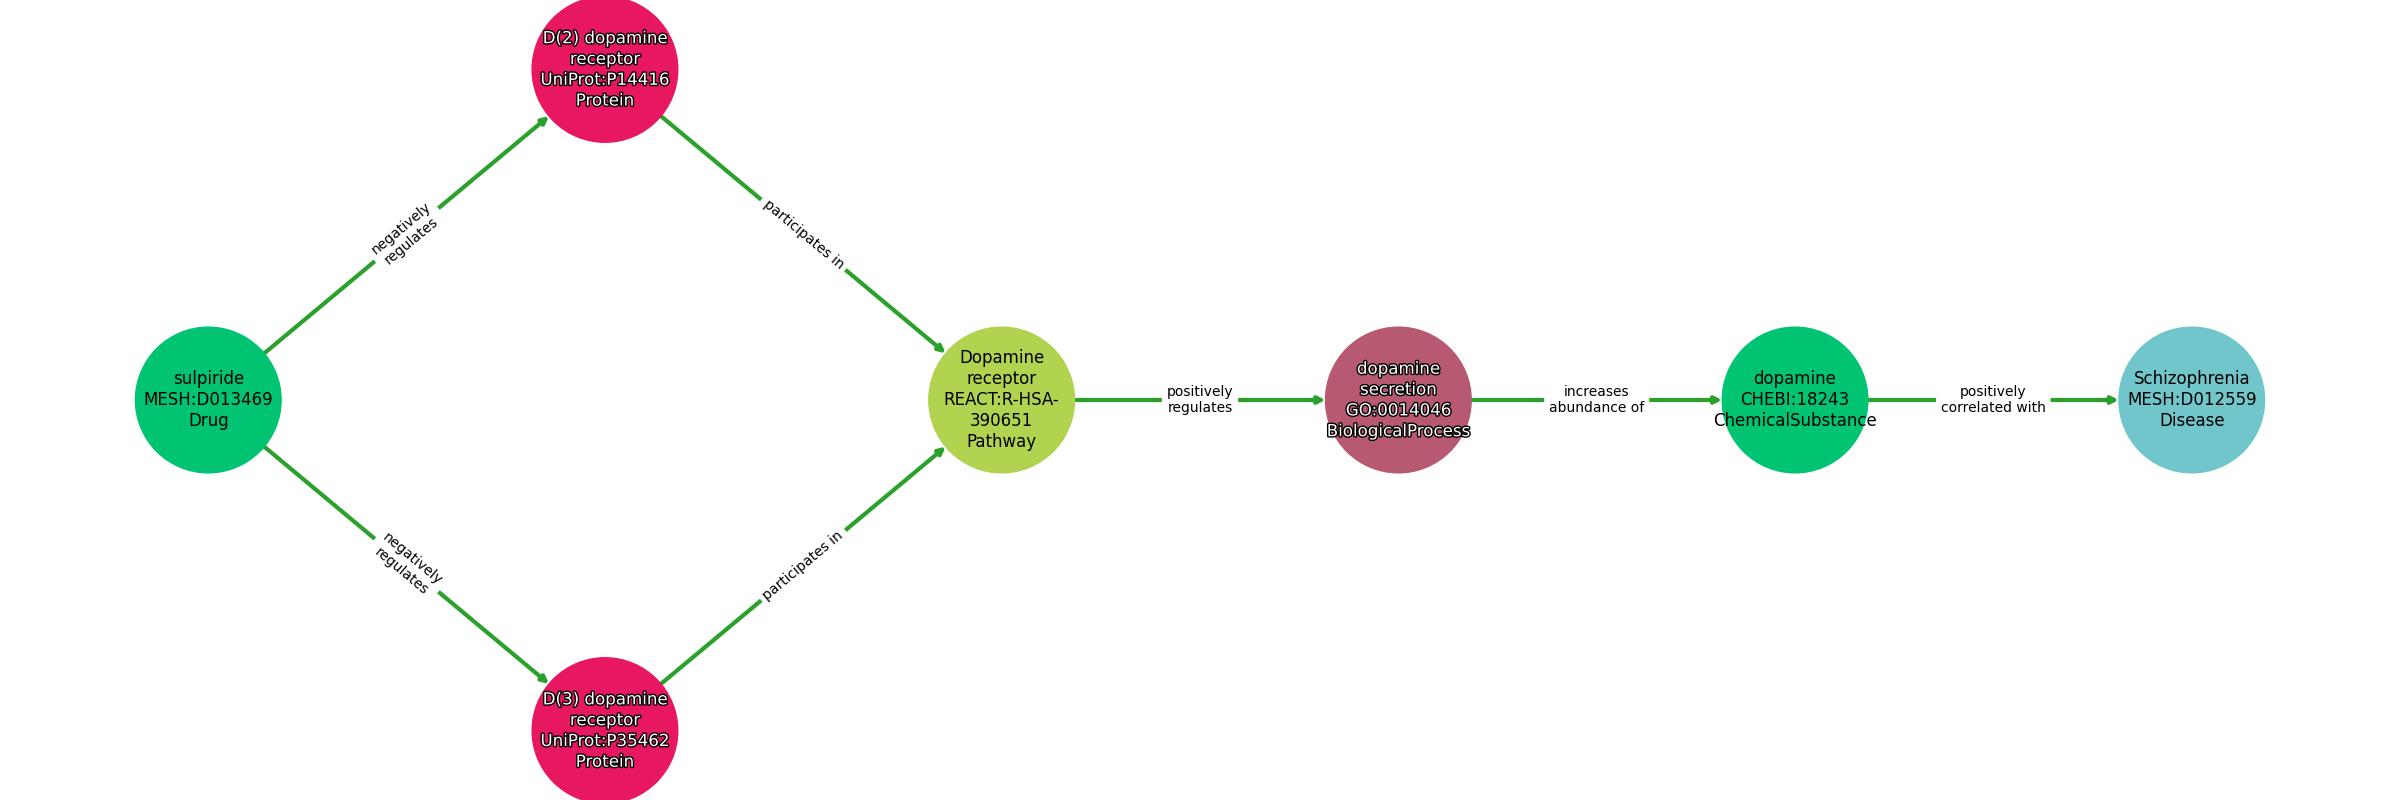 D(2) dopamine
receptor
UniProt:P14416
Protein
negatively
regulates
participates in
sulpiride
MESH:D013469
Drug
Dopamine
receptor
REACT:R-HSA-
390651
Pathway
positively
regulates
dopamine
secretion
GO:0014046
BiologicalProcess
increases
abundance of
dopamine
CHEBI:18243
ChemicalSubstance
positively
correlated with
Schizophrenia
MESH:D012559
Disease
negatively
regulates
participates in
D(3) dopamine
receptor
UniProt:P35462
Protein